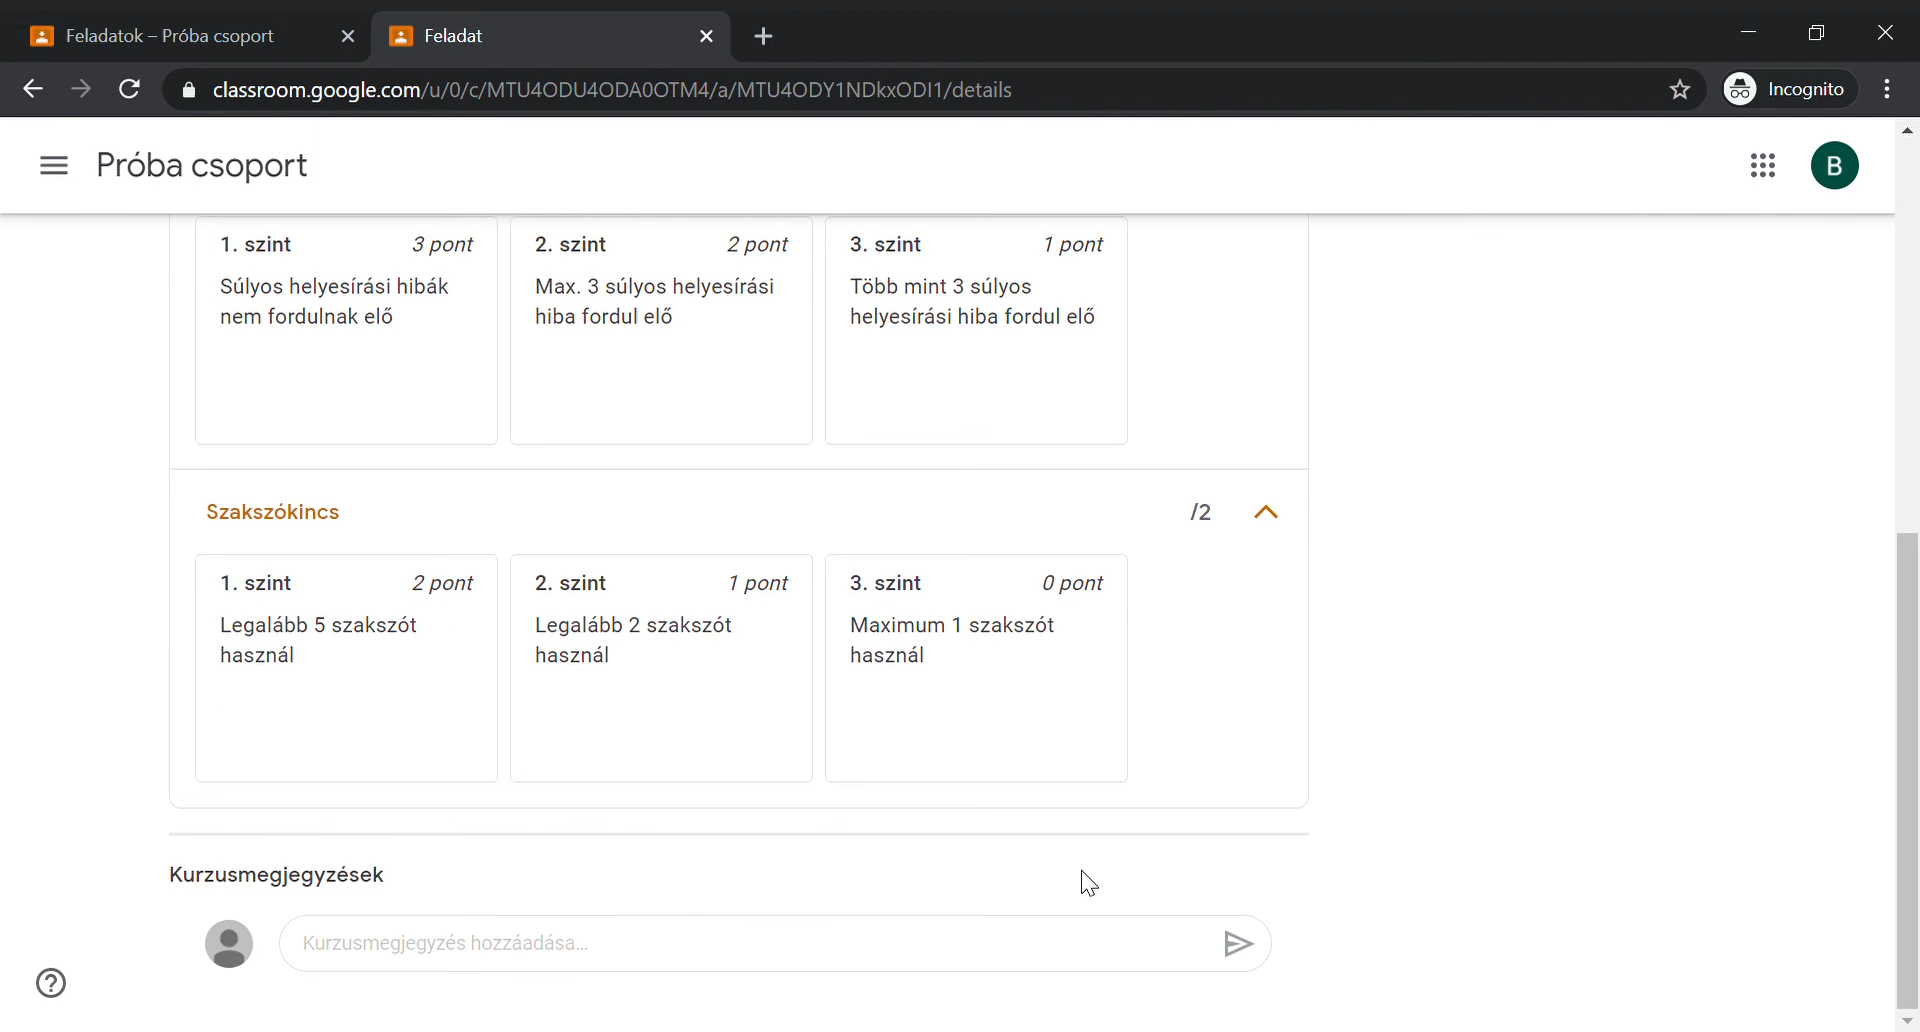 Feladatok – Próba csoport
Feladat
classroom.google.com/u/0/c/MTU4ODU4ODA0OTM4/a/MTU4ODY1NDkxODI1/details
Incognito
Próba csoport
B
1. szint 3 pont
Súlyos helyesírási hibák
nem fordulnak elő
2. szint 2 pont
Max. 3 súlyos helyesírási
hiba fordul elő
3. szint 1 pont
Több mint 3 súlyos
helyesírási hiba fordul elő
Szakszókincs /2
1. szint 2 pont
Legalább 5 szakszót
használ
2. szint 1 pont
Legalább 2 szakszót
használ
3. szint 0 pont
Maximum 1 szakszót
használ
Kurzusmegjegyzések
Kurzusmegjegyzés hozzáadása...